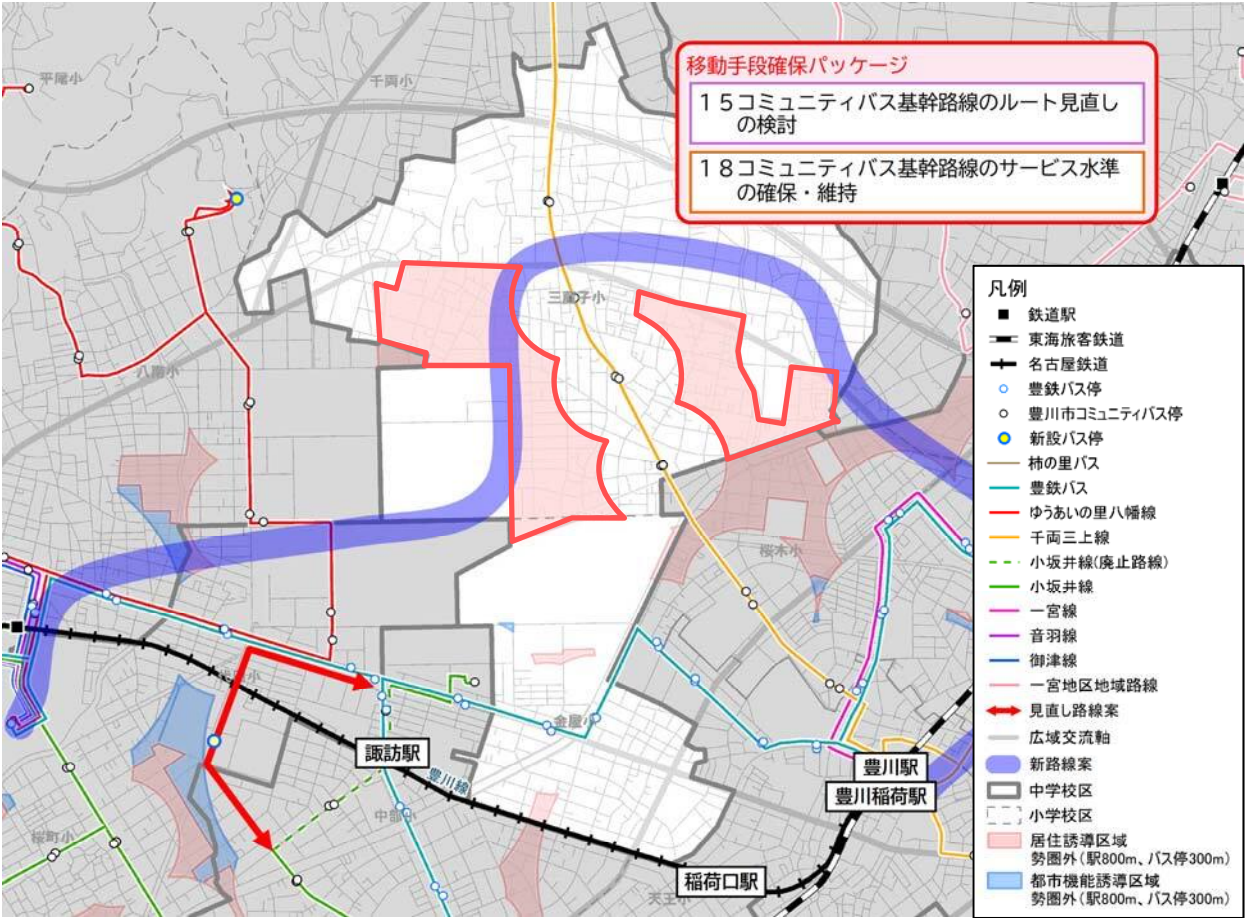 移動手段確保パッケージ
15コミュニティバス基幹路線のルート見直し
の検討
18コミュニティバス基幹路線のサービス水準
の確保・維持
平尾小
千両小
三蔵子小
八南小
桜木小
金屋小
諏訪駅
豊川線
中部小
豊川駅
豊川稲荷駅
桜町小
稲荷口駅
天王小
凡例
鉄道駅
東海旅客鉄道
名古屋鉄道
豊鉄バス停
豊川市コミュニティバス停
新設バス停
柿の里バス
豊鉄バス
ゆうあいの里八幡線
千両三上線
小坂井線(廃止路線)
小坂井線
一宮線
音羽線
御津線
一宮地区地域路線
見直し路線案
広域交流軸
新路線案
中学校区
小学校区
居住誘導区域
勢圏外(駅800m、バス停300m)
都市機能誘導区域
勢圏外(駅800m、バス停300m)